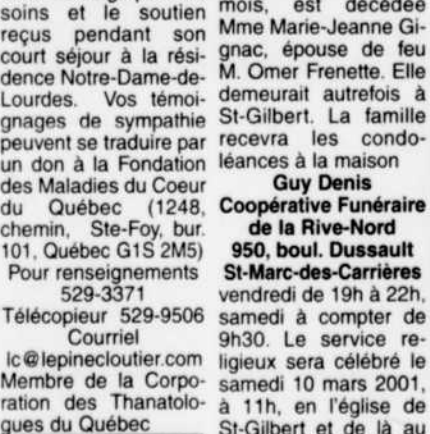 soins et le soutien
reçus pendant son
court séjour à la rési-
dence Notre-Dame-de-
Lourdes. Vos témoi-
gnages de sympathie
peuvent se traduire par
un don à la Fondation
des Maladies du Coeur
du Québec (1248,
chemin, Ste-Foy, bur.
101, Québec G1S 2M5)
Pour renseignements
529-3371
Télécopieur 529-9506
Courriel
lc@lepinecloutier.com
Membre de la Corpo-
ration des Thanatolo-
gues du Québec
mois, est décédée
Mme Marie-Jeanne Gi-
gnac, épouse de feu
M. Omer Frenette. Elle
demeurait autrefois à
St-Gilbert. La famille
recevra les condo-
léances à la maison
Guy Denis
Coopérative Funéraire
de la Rive-Nord
950, boul. Dussault
St-Marc-des-Carrières
vendredi de 19h à 22h,
samedi à compter de
9h30. Le service re-
ligieux sera célébré le
samedi 10 mars 2001,
à 11h, en l'église de
St-Gilbert et de là au